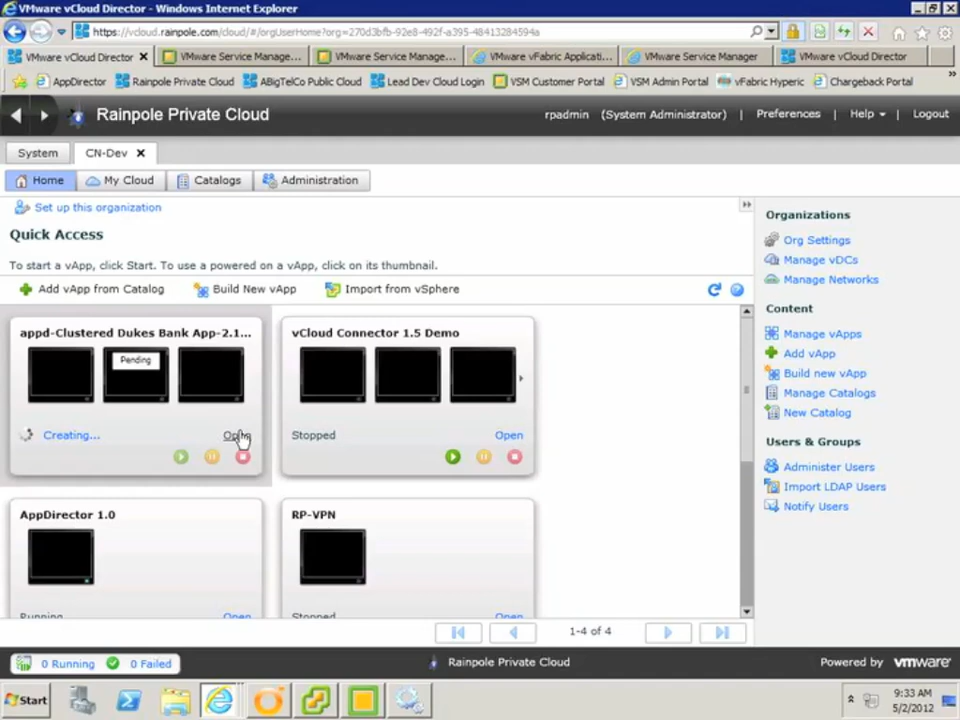 VMware vCloud Director - Windows Internet Explorer
https://vcloud.rainpole.com/cloud/#/orgUserHome?org=270d3bfb-92e8-492f-a395-48413284594a
VMware vCloud Director VMware Service Manage... VMware Service Manage... VMware vFabric Applicati... VMware Service Manager VMware vCloud Director
AppDirector Rainpole Private Cloud ABigTelCo Public Cloud Lead Dev Cloud Login VSM Customer Portal VSM Admin Portal vFabric Hyperic Chargeback Portal
Rainpole Private Cloud rpadmin (System Administrator) | Preferences | Help | Logout
System CN-Dev
Home My Cloud Catalogs Administration
Set up this organization
Quick Access
To start a vApp, click Start. To use a powered on a vApp, click on its thumbnail.
Add vApp from Catalog Build New vApp Import from vSphere
appd-Clustered Dukes Bank App-2.1... vCloud Connector 1.5 Demo
Pending
Creating... Open Stopped Open
AppDirector 1.0 RP-VPN
Running Open Stopped Open
1-4 of 4
Organizations
Org Settings
Manage vDCs
Manage Networks
Content
Manage vApps
Add vApp
Build new vApp
Manage Catalogs
New Catalog
Users & Groups
Administer Users
Import LDAP Users
Notify Users
0 Running 0 Failed Rainpole Private Cloud Powered by vmware
Start 9:33 AM
5/2/2012